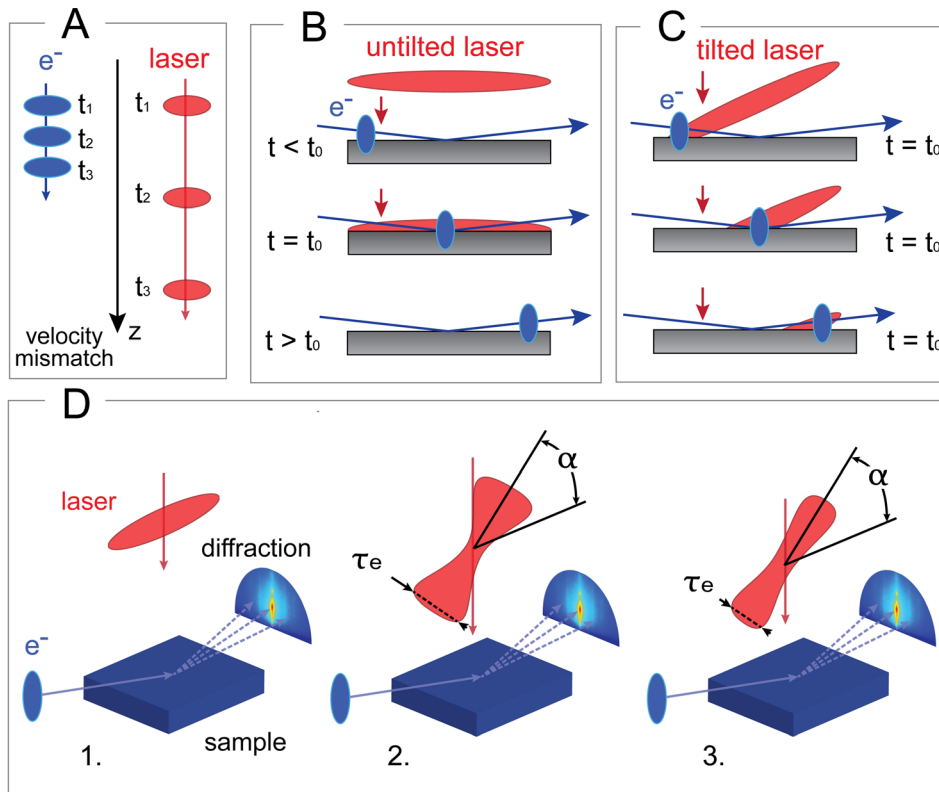 A
e⁻
laser
t₁
t₁
t₂
t₂
t₃
t₃
velocity
mismatch
z
B
untilted laser
e⁻
t < t₀
t = t₀
t > t₀
C
tilted laser
e⁻
t = t₀
t = t₀
t = t₀
D
laser
diffraction
e⁻
sample
1.
α
τe
2.
α
τe
3.